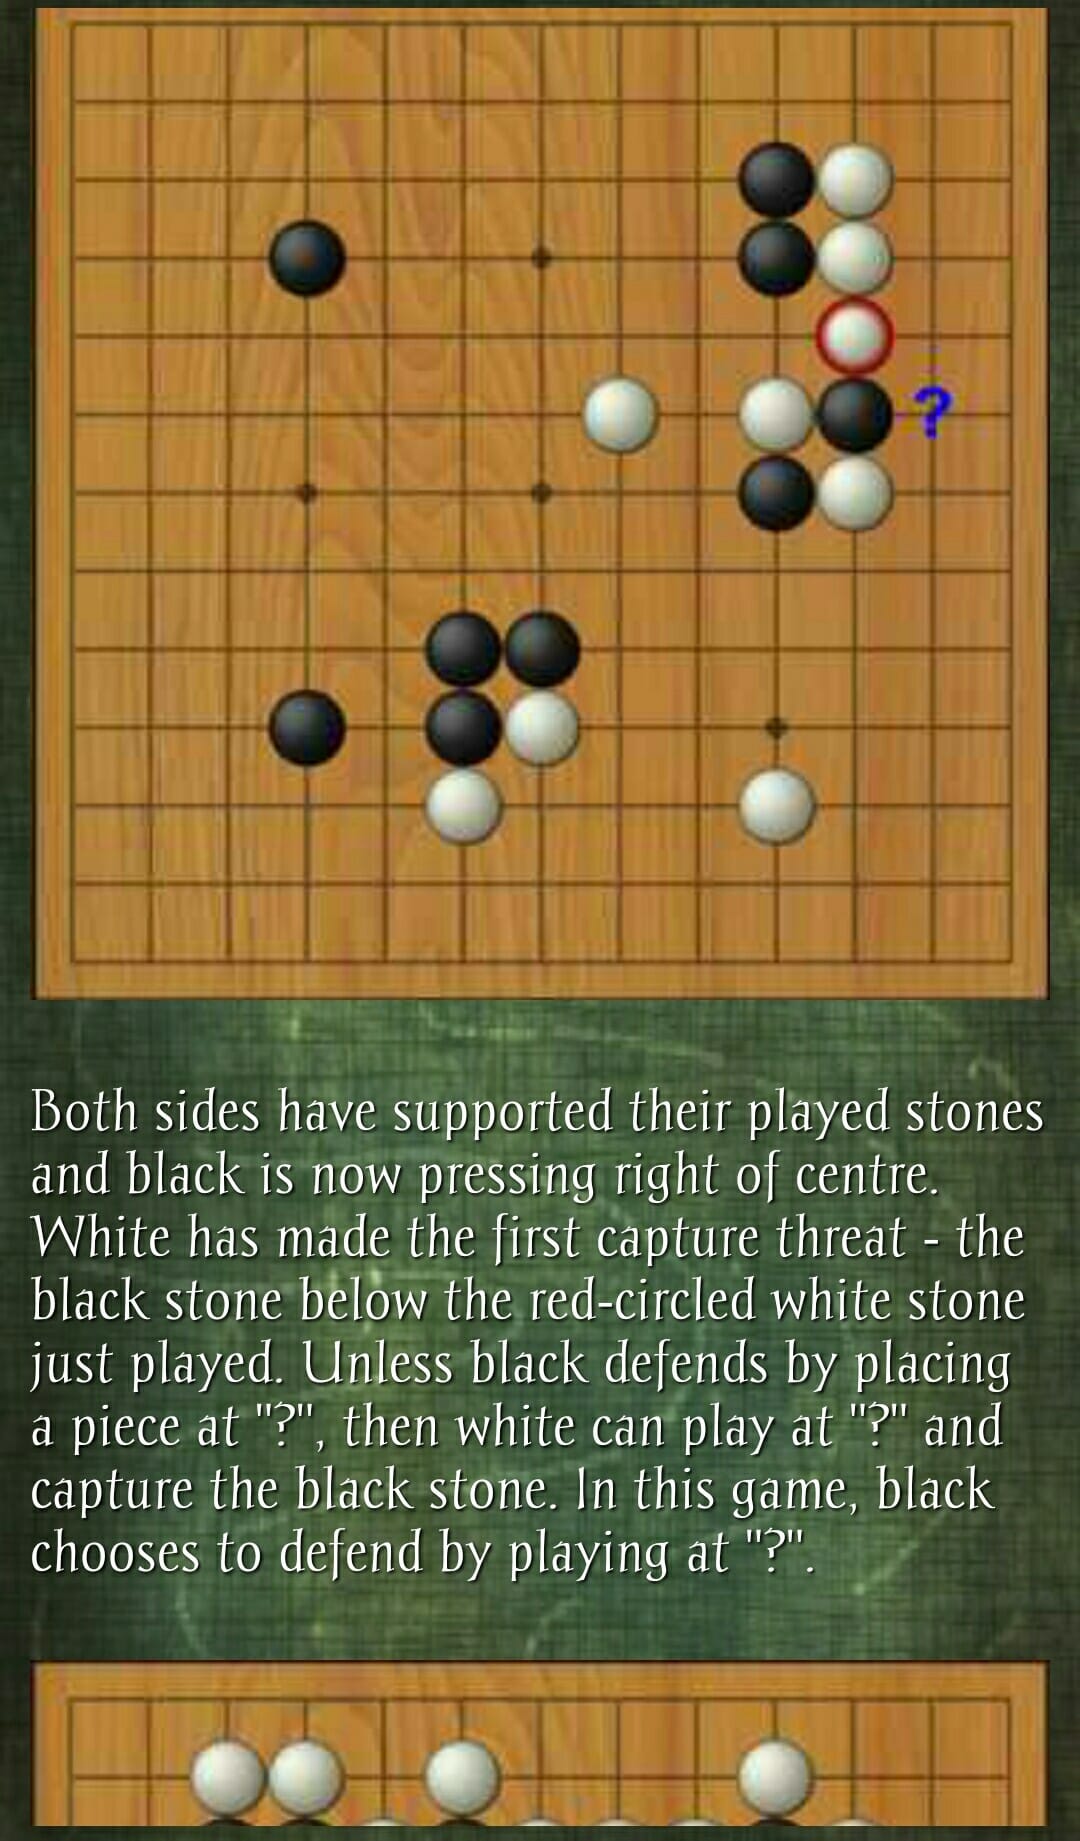 ?
Both sides have supported their played stones
and black is now pressing right of centre.
White has made the first capture threat - the
black stone below the red-circled white stone
just played. Unless black defends by placing
a piece at "?", then white can play at "?" and
capture the black stone. In this game, black
chooses to defend by playing at "?".